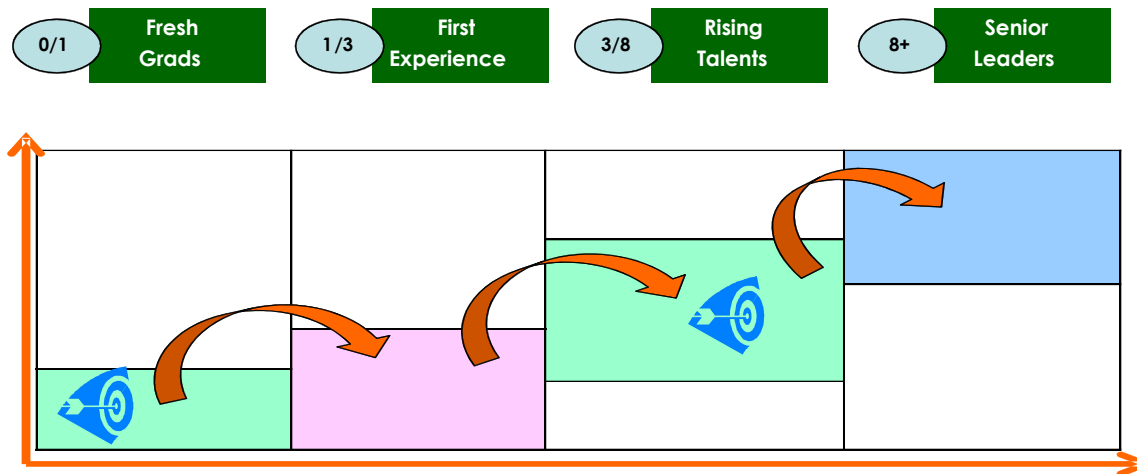 0/1
Fresh
Grads
1/3
First
Experience
3/8
Rising
Talents
8+
Senior
Leaders